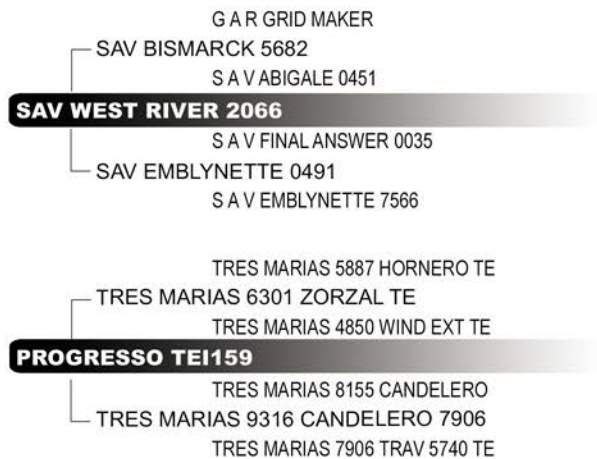 G A R GRID MAKER
SAV BISMARCK 5682
S A V ABIGALE 0451
SAV WEST RIVER 2066
S A V FINAL ANSWER 0035
SAV EMBLYNETTE 0491
S A V EMBLYNETTE 7566
TRES MARIAS 5887 HORNERO TE
TRES MARIAS 6301 ZORZAL TE
TRES MARIAS 4850 WIND EXT TE
PROGRESSO TEI159
TRES MARIAS 8155 CANDELERO
TRES MARIAS 9316 CANDELERO 7906
TRES MARIAS 7906 TRAV 5740 TE